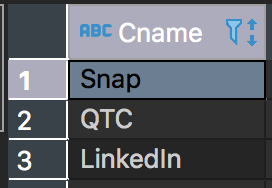 ABC Cname
1 Snap
2 QTC
3 LinkedIn